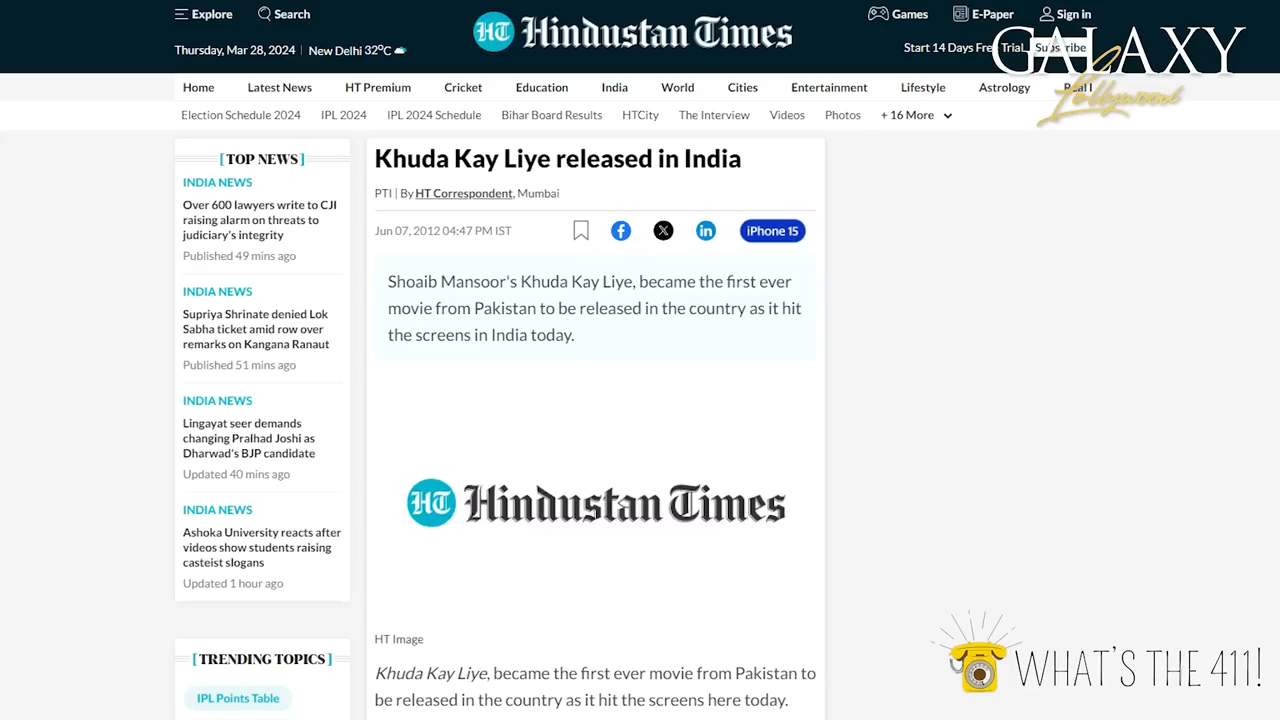 Explore
Search
HT Hindustan Times
Games
E-Paper
Sign in
Thursday, Mar 28, 2024 | New Delhi 32°C
Start 14 Days Free Trial
Subscribe
GALAXY
Lollywood
Home
Latest News
HT Premium
Cricket
Education
India
World
Cities
Entertainment
Lifestyle
Astrology
Election Schedule 2024
IPL 2024
IPL 2024 Schedule
Bihar Board Results
HTCity
The Interview
Videos
Photos
+ 16 More
[TOP NEWS]
INDIA NEWS
Over 600 lawyers write to CJI
raising alarm on threats to
judiciary's integrity
Published 49 mins ago
INDIA NEWS
Supriya Shrinate denied Lok
Sabha ticket amid row over
remarks on Kangana Ranaut
Published 51 mins ago
INDIA NEWS
Lingayat seer demands
changing Pralhad Joshi as
Dharwad's BJP candidate
Updated 40 mins ago
INDIA NEWS
Ashoka University reacts after
videos show students raising
casteist slogans
Updated 1 hour ago
[TRENDING TOPICS]
IPL Points Table
Khuda Kay Liye released in India
PTI | By HT Correspondent, Mumbai
Jun 07, 2012 04:47 PM IST
iPhone 15
Shoaib Mansoor's Khuda Kay Liye, became the first ever
movie from Pakistan to be released in the country as it hit
the screens in India today.
HT Hindustan Times
HT Image
Khuda Kay Liye, became the first ever movie from Pakistan to
be released in the country as it hit the screens here today.
WHAT'S THE 411!